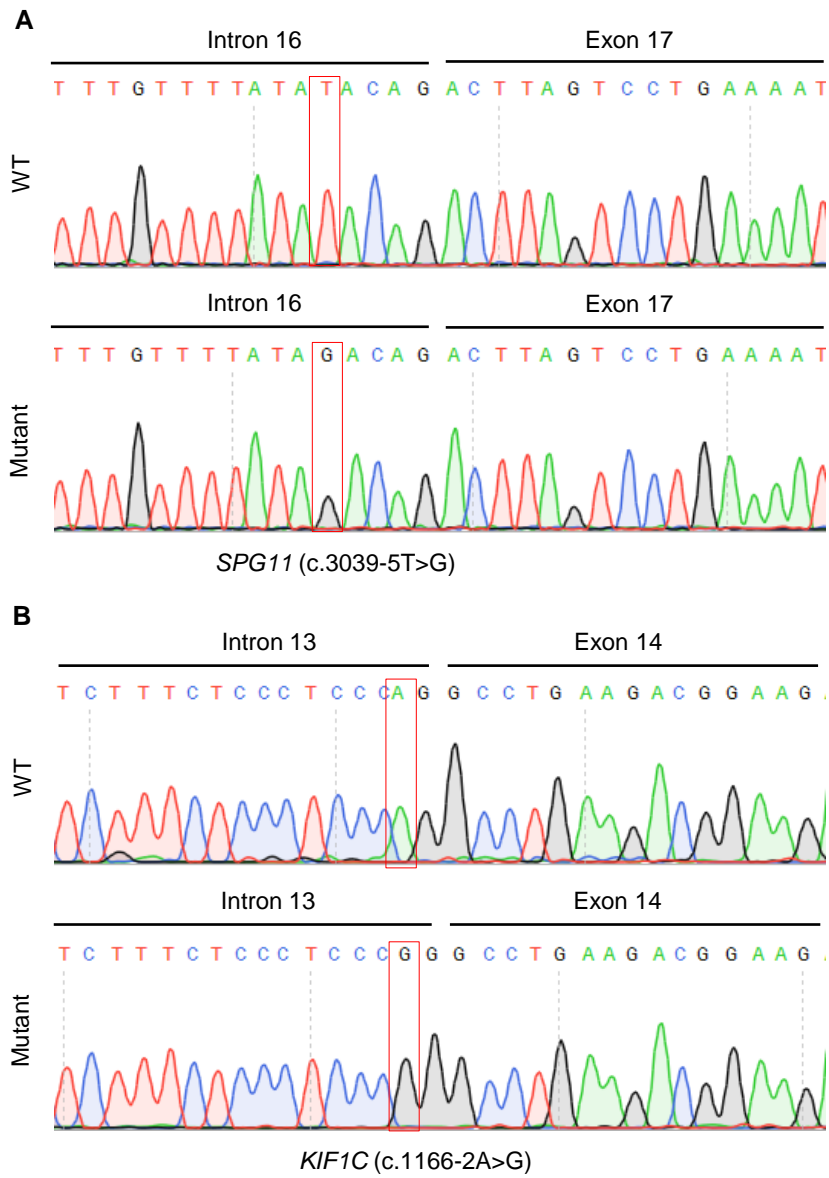 A
Intron 16 Exon 17
T T T G T T T T A T A T A C A G A C T T A G T C C T G A A A A T
WT
Intron 16 Exon 17
T T T G T T T T A T A G A C A G A C T T A G T C C T G A A A A T
Mutant
SPG11 (c.3039-5T>G)
B
Intron 13 Exon 14
T C T T T C T C C C T C C C A G G C C T G A A G A C G G A A G
WT
Intron 13 Exon 14
T C T T T C T C C C T C C C G G G C C T G A A G A C G G A A G
Mutant
KIF1C (c.1166-2A>G)